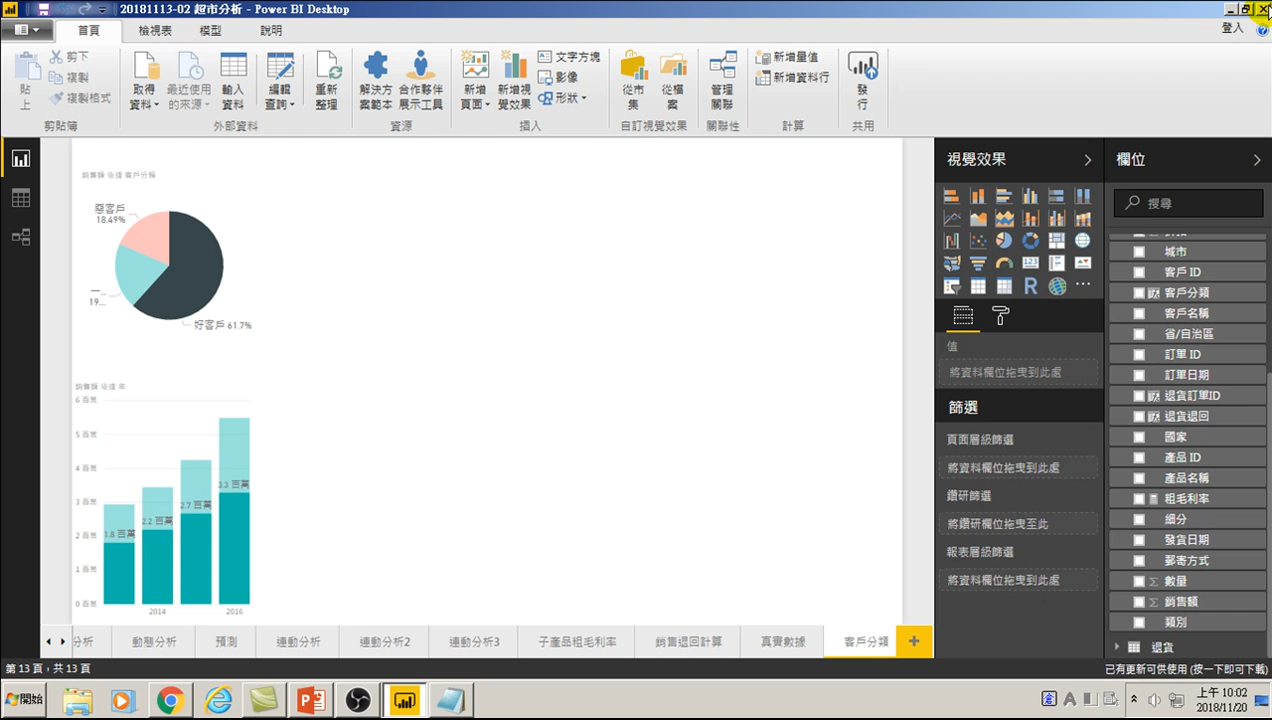 20181113-02 超市分析 - Power BI Desktop
首頁 檢視表 模型 說明 登入
貼上
剪下
複製
複製格式
剪貼簿
取得資料
最近使用的來源
輸入資料
編輯查詢
重新整理
外部資料
解決方案範本
合作夥伴展示工具
資源
新增頁面
新增視覺效果
文字方塊
影像
形狀
插入
從市集
從檔案
自訂視覺效果
管理關聯
關聯性
新增量值
新增資料行
計算
發行
共用
銷售額 依據 客戶分類
惡客戶
18.49%
一...
19...
好客戶 61.7%
銷售額 依據 年
6 百萬
5 百萬
4 百萬
3 百萬
2 百萬
1 百萬
0 百萬
1.8 百萬
2.2 百萬
2.7 百萬
3.3 百萬
2014
2016
視覺效果
123
R
值
將資料欄位拖曳到此處
篩選
頁面層級篩選
將資料欄位拖曳到此處
鑽研篩選
將鑽研欄位拖曳至此
報表層級篩選
將資料欄位拖曳到此處
欄位
搜尋
城市
客戶 ID
客戶分類
客戶名稱
省/自治區
訂單 ID
訂單日期
退貨訂單ID
退貨退回
國家
產品 ID
產品名稱
粗毛利率
細分
發貨日期
郵寄方式
Σ 數量
Σ 銷售額
類別
退貨
分析 動態分析 預測 連動分析 連動分析2 連動分析3 子產品粗毛利率 銷售退回計算 真實數據 客戶分類 +
第 13 頁，共 13 頁
已有更新可供使用 (按一下即可下載)
開始
上午 10:02
2018/11/20